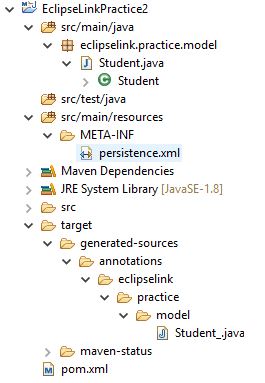 EclipseLinkPractice2
src/main/java
eclipselink.practice.model
Student.java
Student
src/test/java
src/main/resources
META-INF
persistence.xml
Maven Dependencies
JRE System Library [JavaSE-1.8]
src
target
generated-sources
annotations
eclipselink
practice
model
Student_.java
maven-status
pom.xml